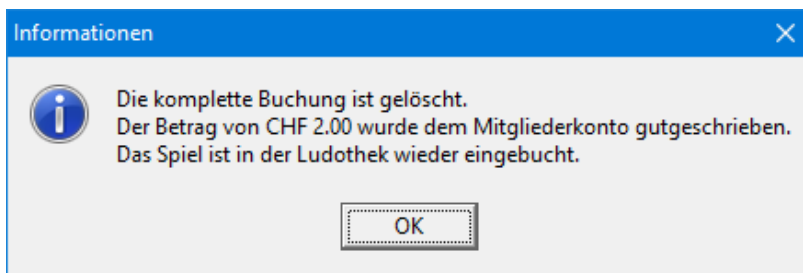 Informationen
Die komplette Buchung ist gelöscht.
Der Betrag von CHF 2.00 wurde dem Mitgliederkonto gutgeschrieben.
Das Spiel ist in der Ludothek wieder eingebucht.
OK